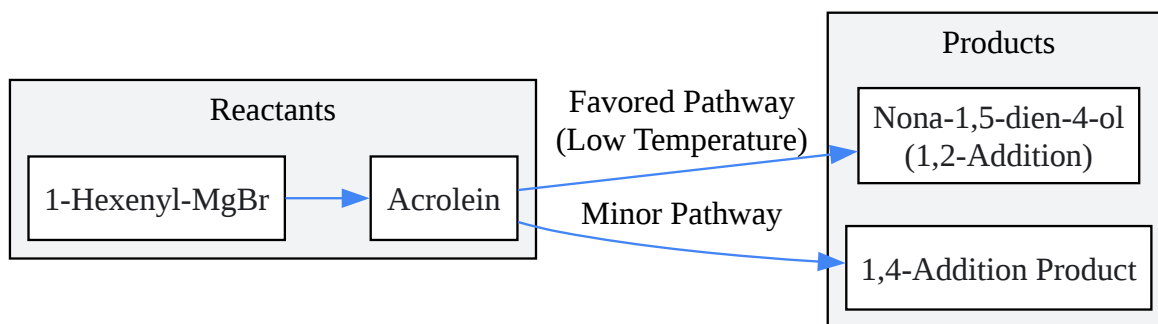 Reactants
1-Hexenyl-MgBr
Acrolein
Favored Pathway
(Low Temperature)
Minor Pathway
Products
Nona-1,5-dien-4-ol
(1,2-Addition)
1,4-Addition Product